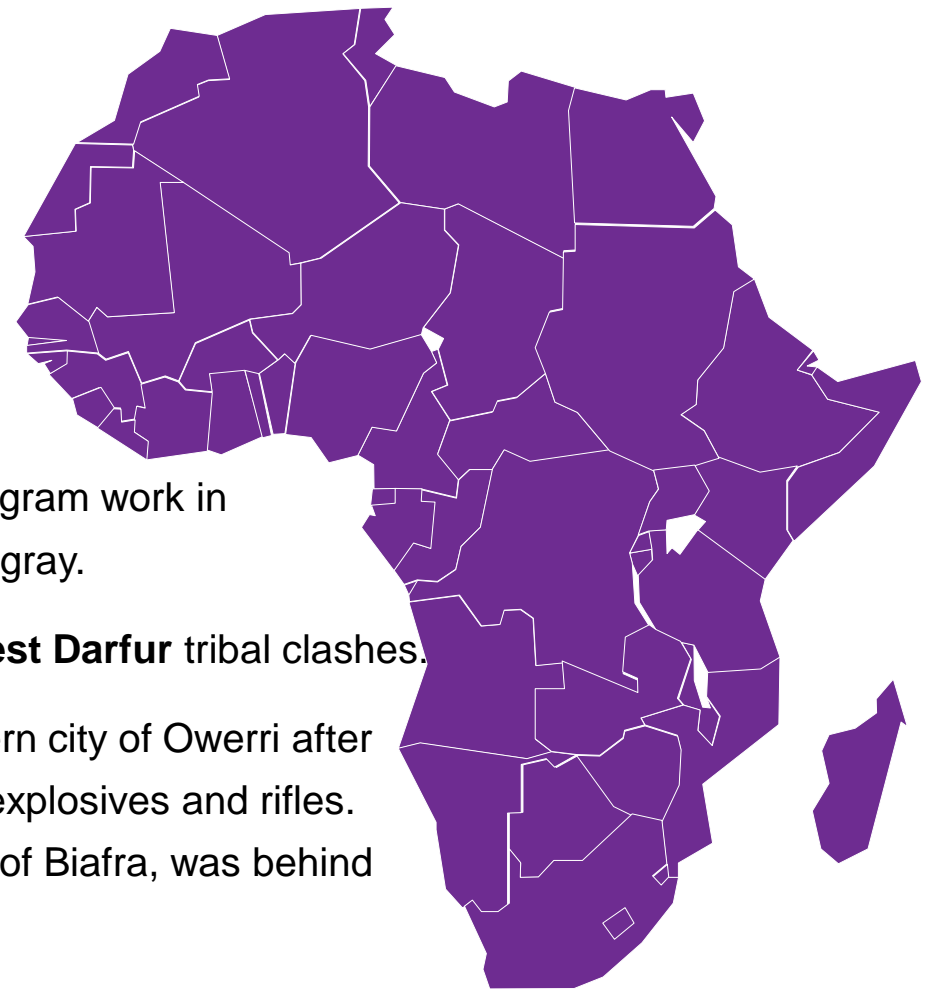 gram work in
gray.
est Darfur tribal clashes.
ern city of Owerri after
explosives and rifles.
of Biafra, was behind